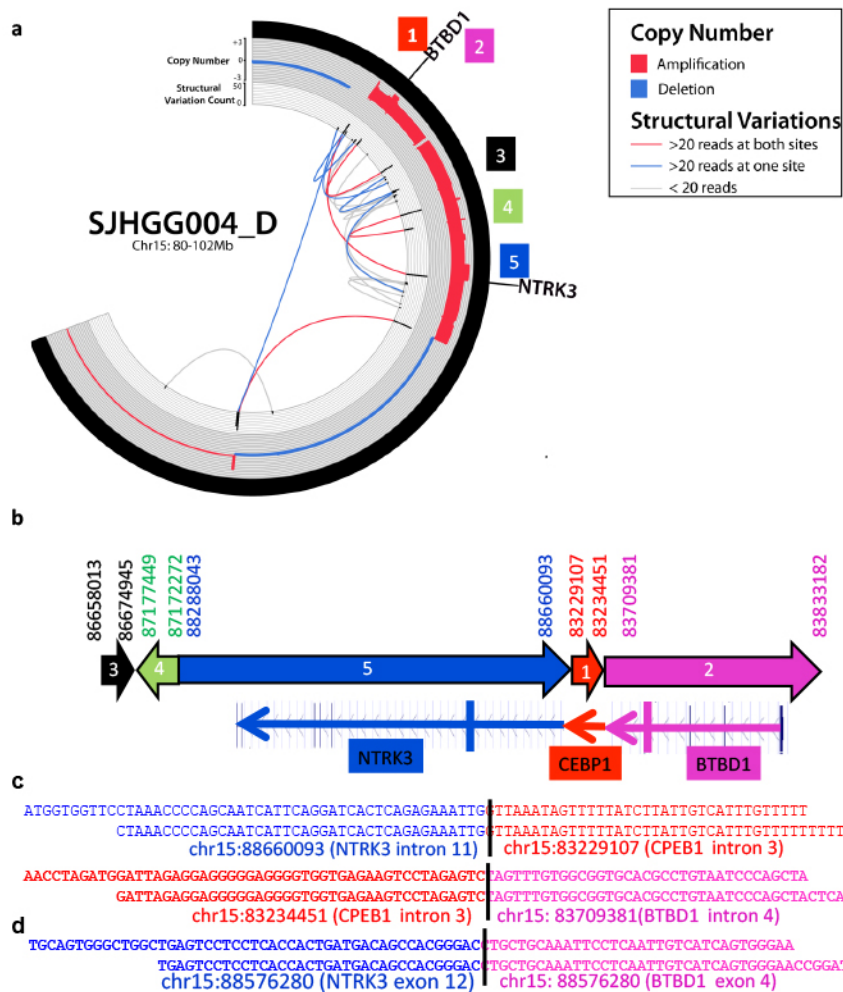 a
1
2
BTBD1
3
4
5
NTRK3
Copy Number
+3
0
-3
Structural
Variation Count
50
0
SJHGG004_D
Chr15: 80-102Mb
Copy Number
Amplification
Deletion
Structural Variations
>20 reads at both sites
>20 reads at one site
< 20 reads
b
86658013
86674945
87177449
87172272
88288043
88660093
83229107
83234451
83709381
83833182
3
4
5
1
2
NTRK3
CEBP1
BTBD1
c
ATGGTGGTTCCTAAACCCCAGCAATCATTCAGGATCACTCAGAGAAATTGGTTAAATAGTTTTTATCTTATTGTCATTTGTTTTT
CTAAACCCCAGCAATCATTCAGGATCACTCAGAGAAATTGGTTAAATAGTTTTTATCTTATTGTCATTTGTTTTTTTTT
chr15:88660093 (NTRK3 intron 11) chr15:83229107 (CPEB1 intron 3)
AACCTAGATGGATTAGAGGAGGGGGAGGGGTGGTGAGAAGTCCTAGAGTCTAGTTTGTGGCGGTGCACGCCTGTAATCCCAGCTA
GATTAGAGGAGGGGGAGGGGTGGTGAGAAGTCCTAGAGTCTAGTTTGTGGCGGTGCACGCCTGTAATCCCAGCTACTCA
chr15:83234451 (CPEB1 intron 3) chr15: 83709381(BTBD1 intron 4)
d
TGCAGTGGGCTGGCTGAGTCCTCCTCACCACTGATGACAGCCACGGGACCTGCTGCAAATTCCTCAATTGTCATCAGTGGGAA
TGAGTCCTCCTCACCACTGATGACAGCCACGGGACCTGCTGCAAATTCCTCAATTGTCATCAGTGGGAACCGGAT
chr15:88576280 (NTRK3 exon 12) chr15: 88576280 (BTBD1 exon 4)